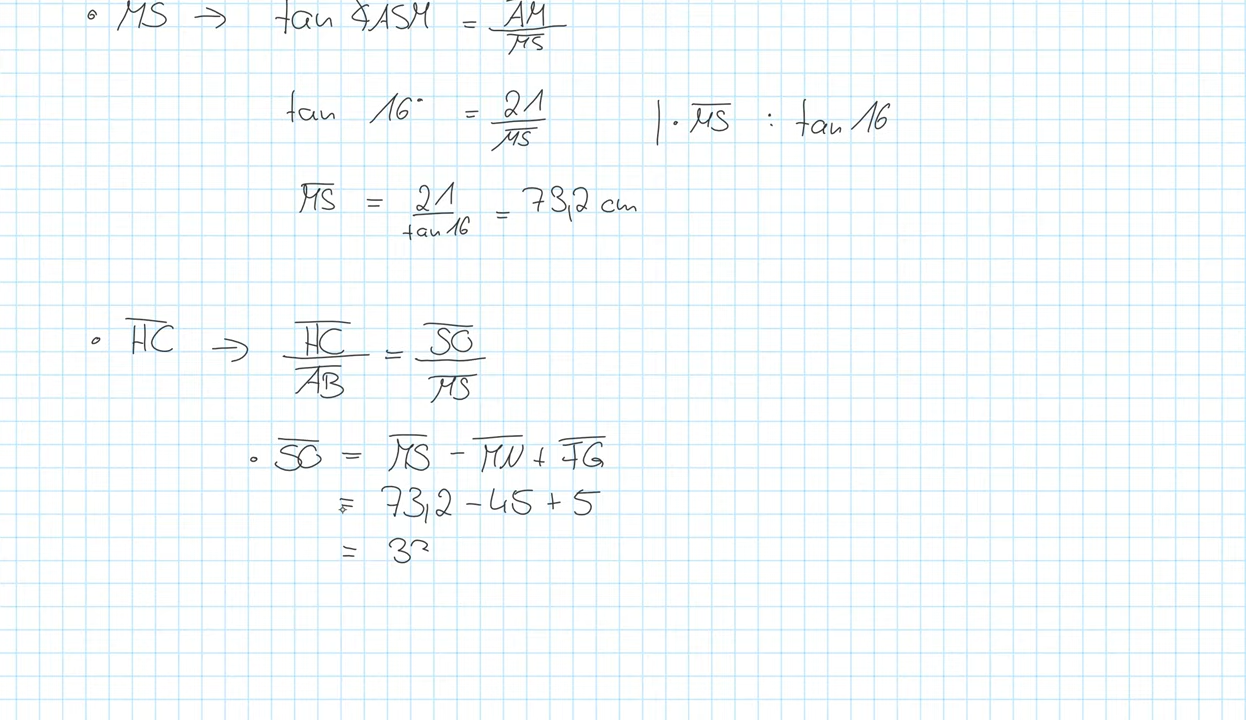 • MS → tan ∢ASM = AM / MS
tan 16° = 21 / MS | · MS : tan 16
MS = 21 / tan 16 = 73,2 cm
• HC → HC / AB = SO / MS
• SO = MS - MN + FG
= 73,2 - 45 + 5
= 33